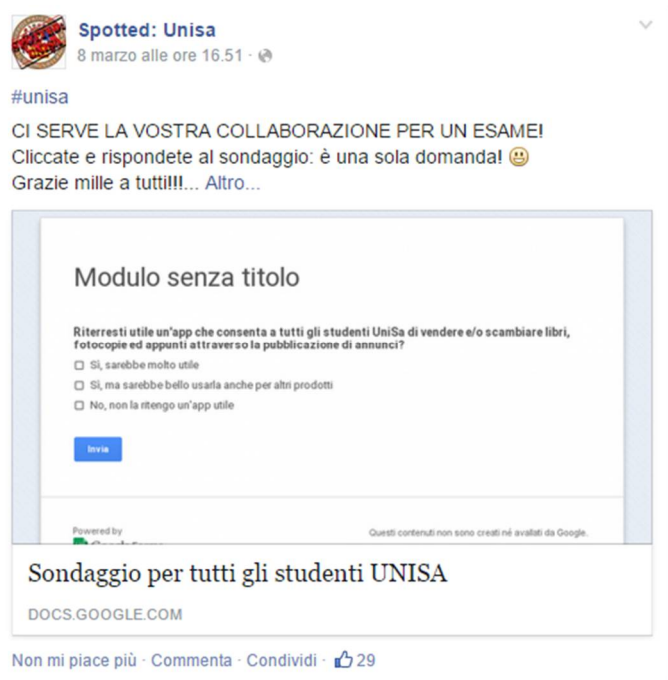 Spotted: Unisa
8 marzo alle ore 16.51 ·
#unisa
CI SERVE LA VOSTRA COLLABORAZIONE PER UN ESAME!
Cliccate e rispondete al sondaggio: è una sola domanda! 😃
Grazie mille a tutti!!!... Altro...
Modulo senza titolo
Riterresti utile un'app che consenta a tutti gli studenti UniSa di vendere e/o scambiare libri,
fotocopie ed appunti attraverso la pubblicazione di annunci?
Sì, sarebbe molto utile
Sì, ma sarebbe bello usarla anche per altri prodotti
No, non la ritengo un'app utile
Invia
Powered by
Questi contenuti non sono creati né avallati da Google.
Sondaggio per tutti gli studenti UNISA
DOCS.GOOGLE.COM
Non mi piace più · Commenta · Condividi · 29